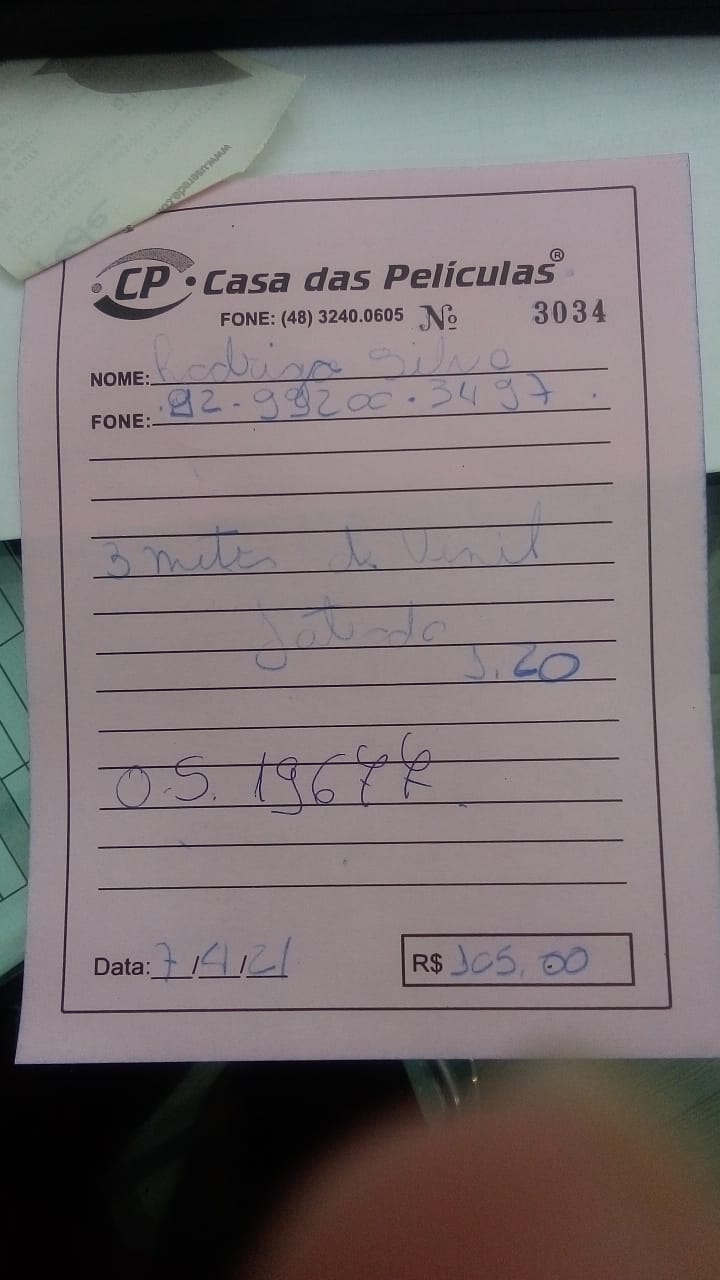 CP • Casa das Películas®
FONE: (48) 3240.0605 Nº 3034
NOME: Rodrigo Silva
FONE: 92-99200.3497
3 metros de Vinil
Jateado
1.20
O.S. 19677
Data: 7/4/21 R$ 105,00